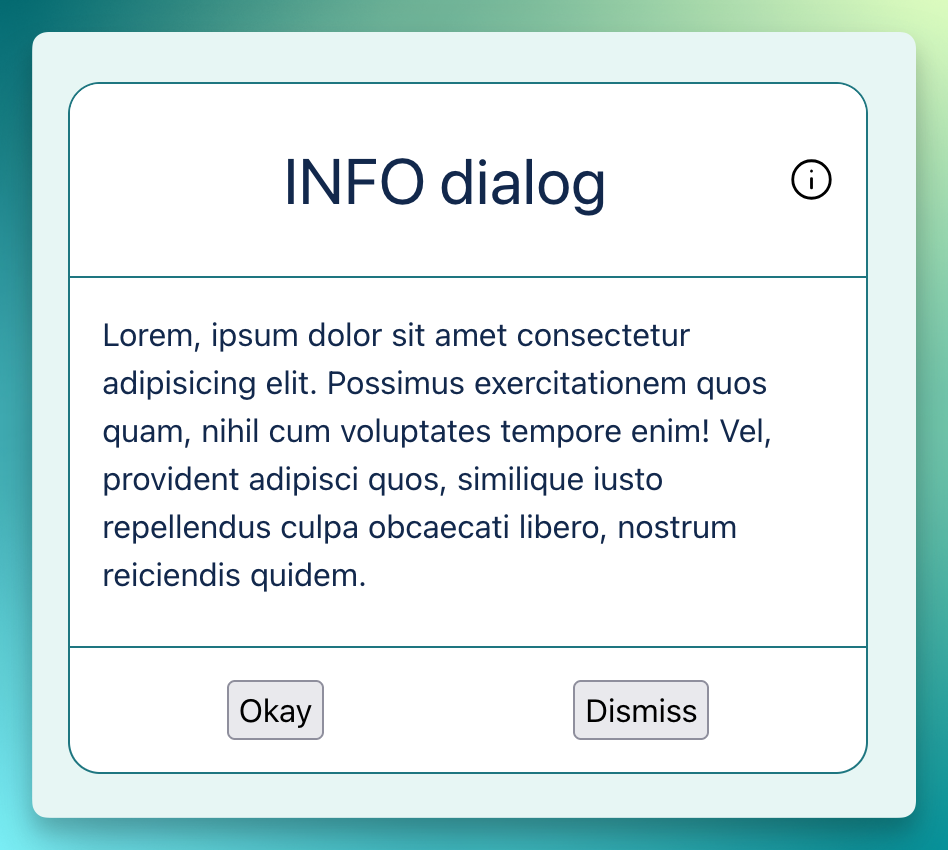 INFO dialog
Lorem, ipsum dolor sit amet consectetur
adipisicing elit. Possimus exercitationem quos
quam, nihil cum voluptates tempore enim! Vel,
provident adipisci quos, similique iusto
repellendus culpa obcaecati libero, nostrum
reiciendis quidem.
Okay Dismiss